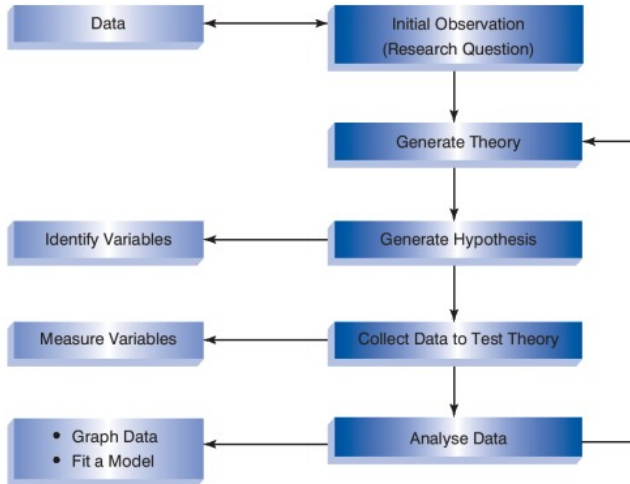 Data
Initial Observation
(Research Question)
Generate Theory
Identify Variables
Generate Hypothesis
Measure Variables
Collect Data to Test Theory
• Graph Data
• Fit a Model
Analyse Data